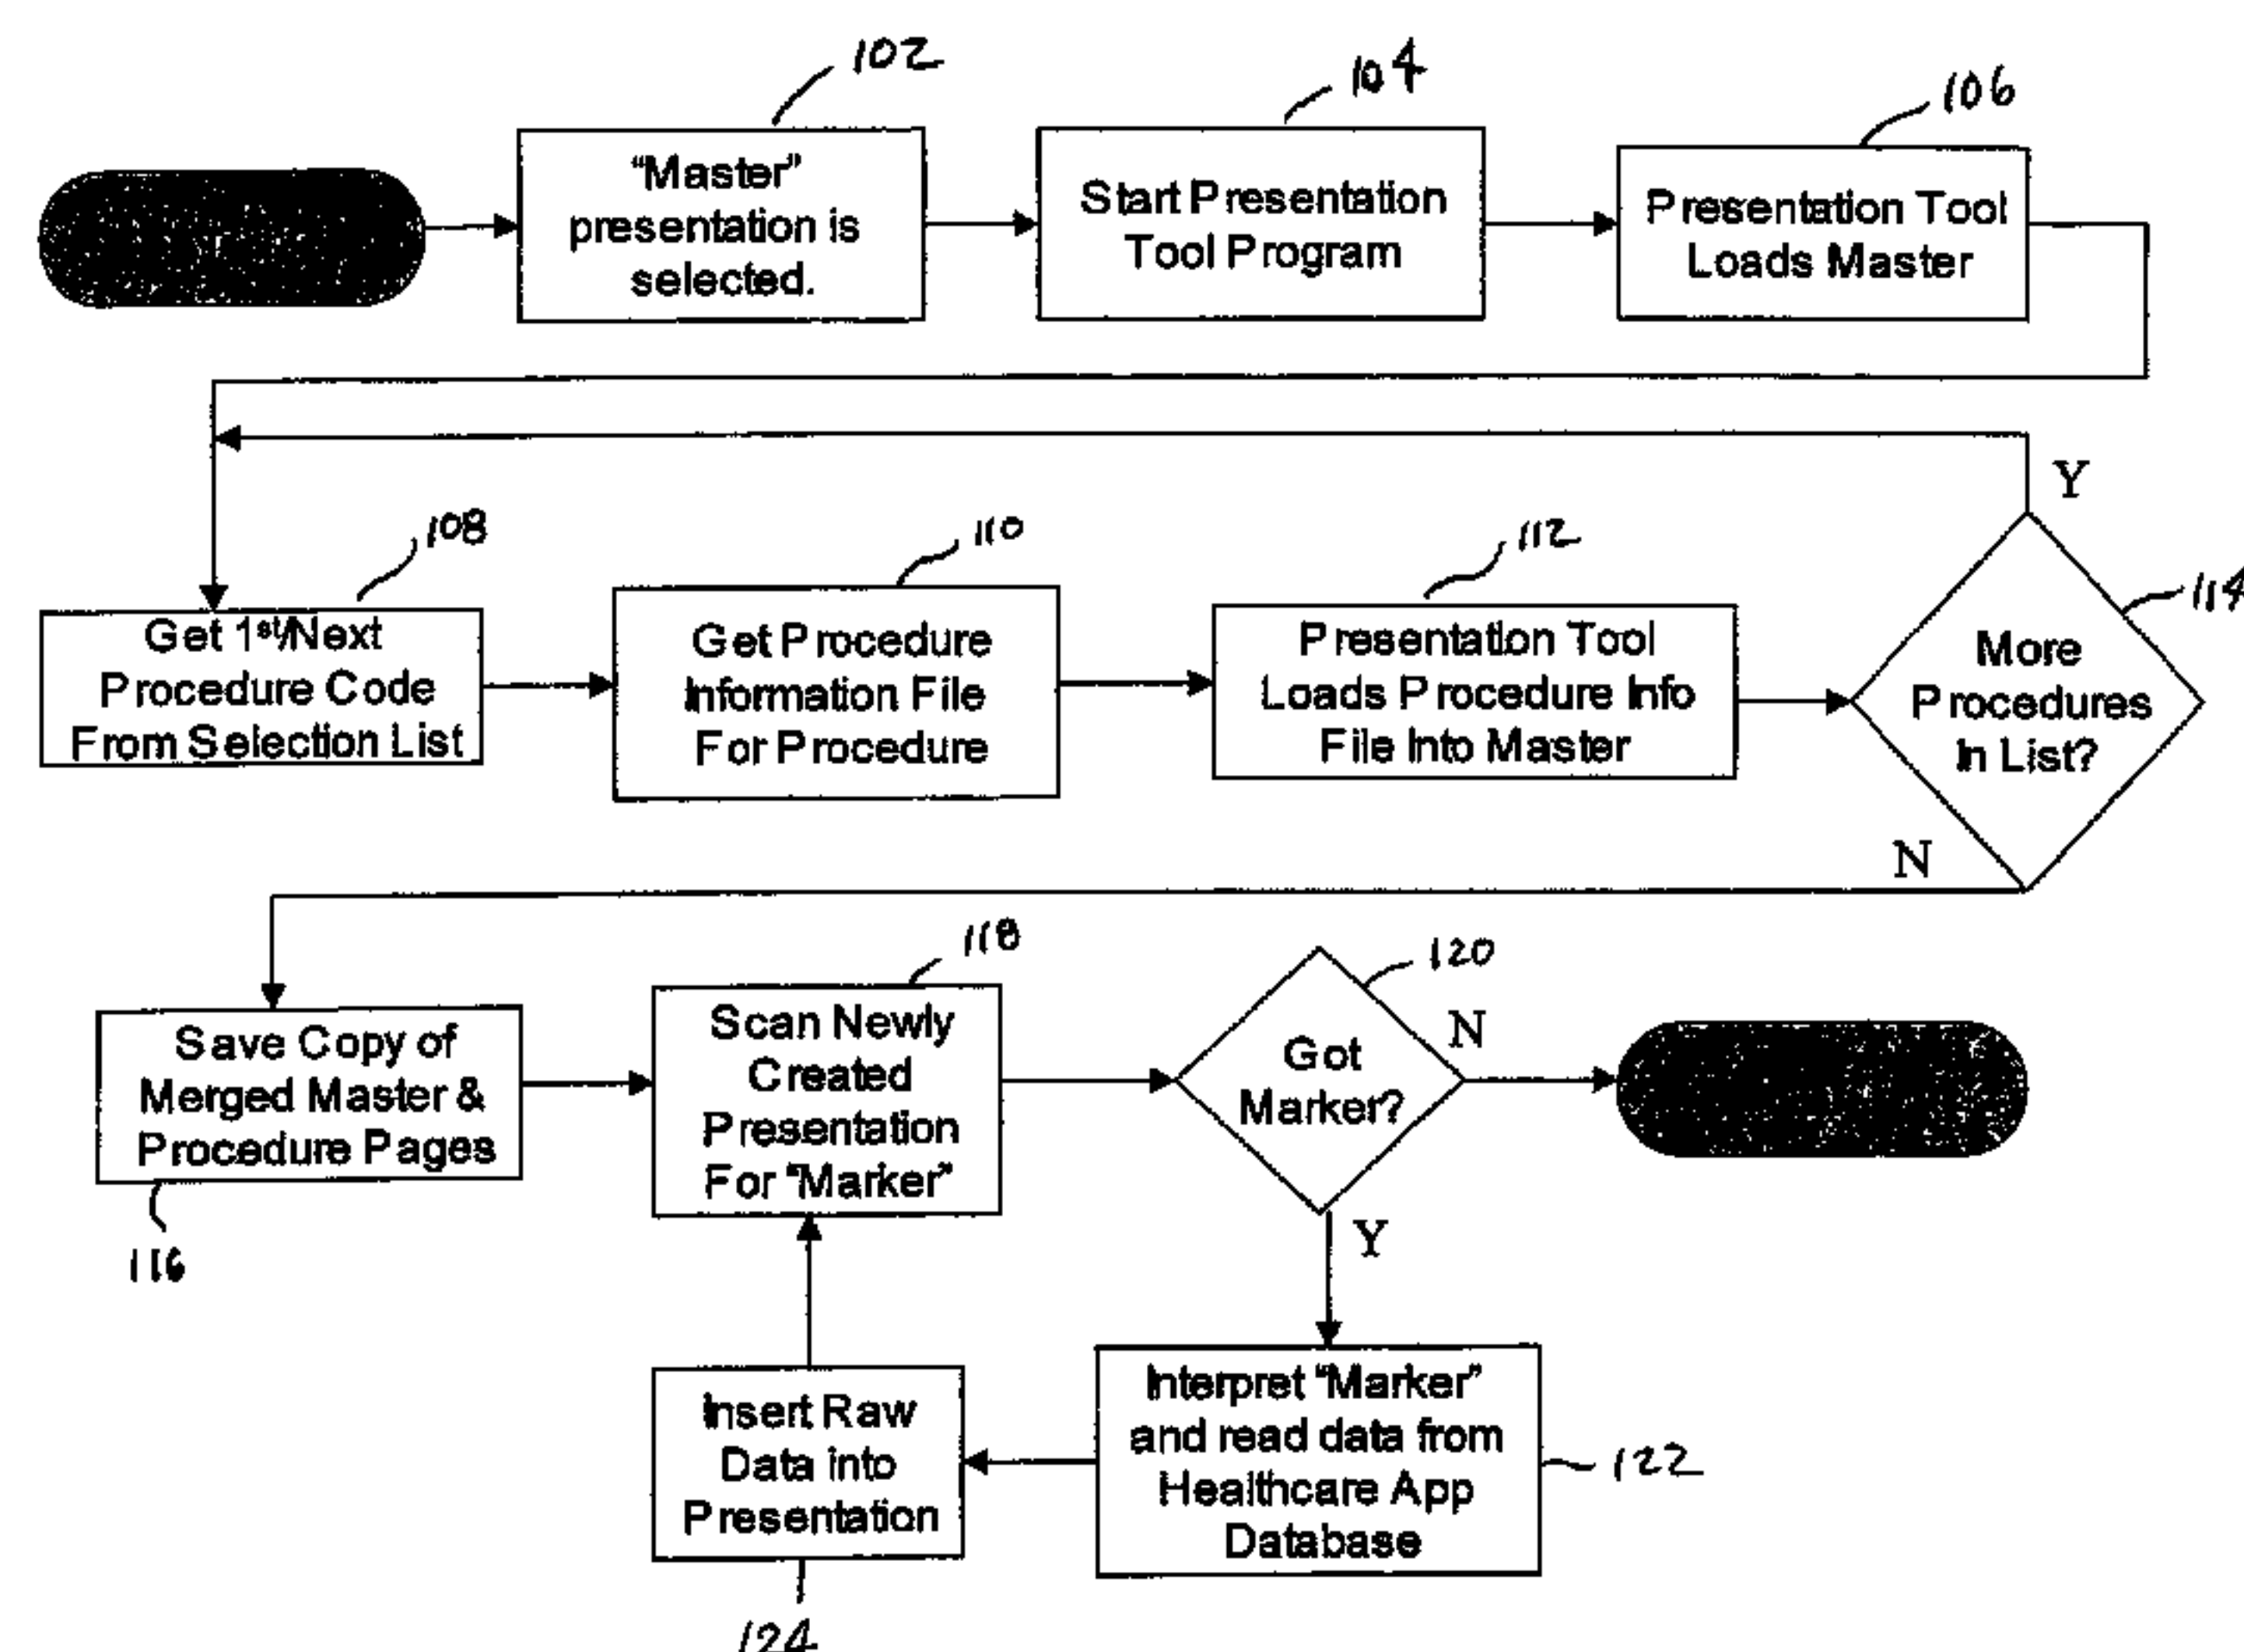 102
104
106
“Master”
presentation is
selected.
Start Presentation
Tool Program
Presentation Tool
Loads Master
Y
108
110
112
114
Get 1st/Next
Procedure Code
From Selection List
Get Procedure
Information File
For Procedure
Presentation Tool
Loads Procedure Info
File Into Master
More
Procedures
In List?
N
118
120
Save Copy of
Merged Master &
Procedure Pages
116
Scan Newly
Created
Presentation
For “Marker”
Got
Marker?
N
Y
Insert Raw
Data into
Presentation
124
Interpret “Marker”
and read data from
Healthcare App
Database
122